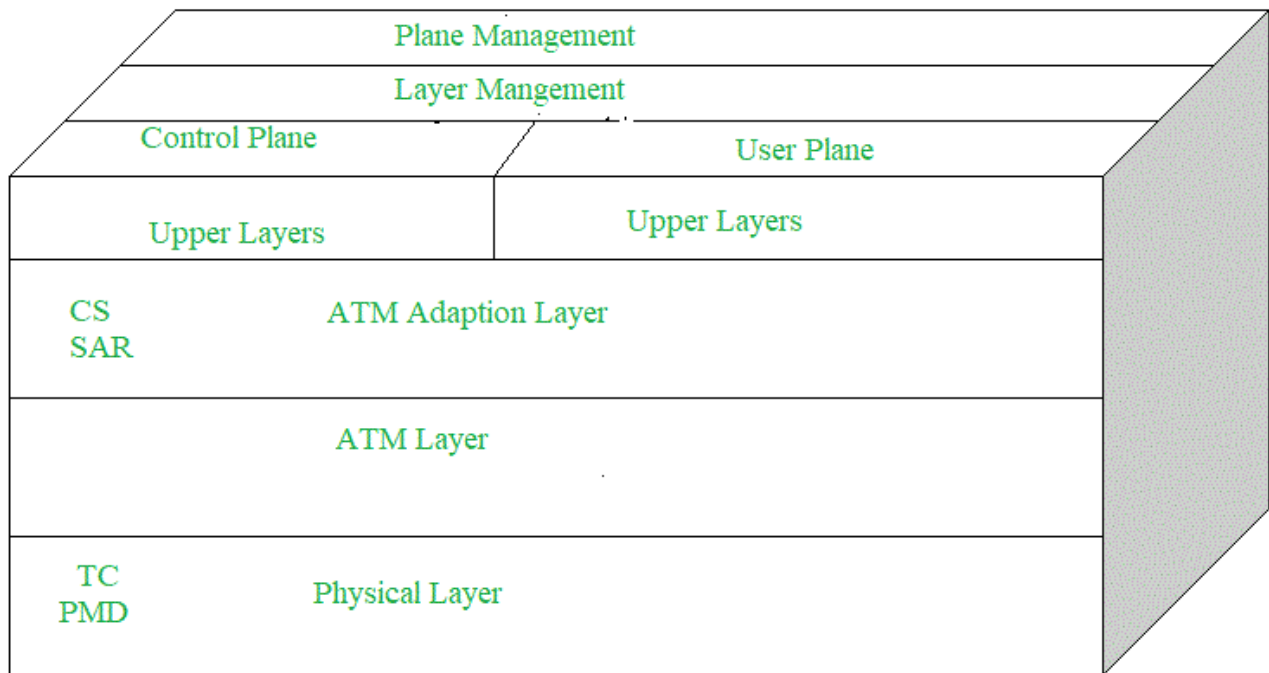 Plane Management
Layer Mangement
Control Plane
User Plane
Upper Layers
Upper Layers
CS
SAR
ATM Adaption Layer
ATM Layer
TC
PMD
Physical Layer